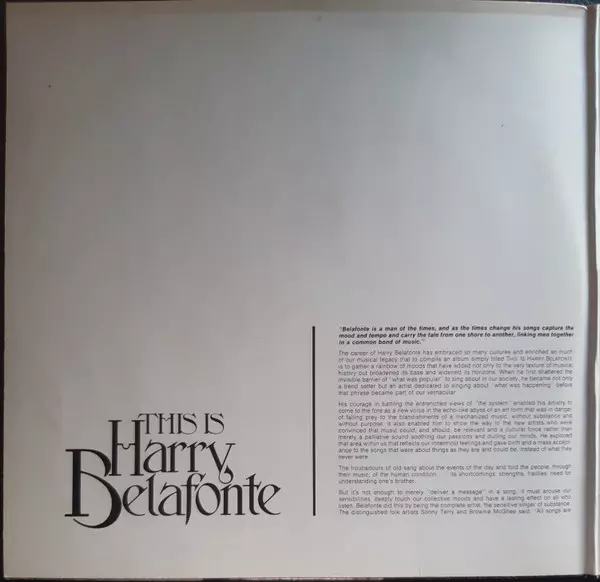 THIS IS
Harry
Belafonte
"Belafonte is a man of the times, and as the times change his songs capture the
mood and tempo and carry the tale from one shore to another, linking men together
in a common bond of music."
The career of Harry Belafonte has embraced so many cultures and enriched so much
of our musical legacy that to compile an album simply titled THIS IS HARRY BELAFONTE
is to gather a rainbow of moods that have added not only to the very texture of musical
history but broadened its base and widened its horizons. When he first shattered the
invisible barrier of "what was popular" to sing about in our society, he became not only
a trend setter but an artist dedicated to singing about "what was happening" before
that phrase became part of our vernacular.
His courage in battling the entrenched views of "the system" enabled his artistry to
come to the fore as a new voice in the echo-like abyss of an art form that was in danger
of falling prey to the blandishments of a mechanized music, without substance and
without purpose. It also enabled him to show the way to the new artists who were
convinced that music could, and should, be relevant and a cultural force rather than
merely a palliative sound soothing our passions and dulling our minds. He explored
that area within us that reflects our innermost feelings and gave birth and a mass accept-
ance to the songs that were about things as they are and could be, instead of what they
never were.
The troubadours of old sang about the events of the day and told the people, through
their music, of the human condition . . . its shortcomings, strengths, frailties, need for
understanding one's brother.
But it's not enough to merely "deliver a message" in a song. It must arouse our
sensibilities, deeply touch our collective moods and have a lasting effect on all who
listen. Belafonte did this by being the complete artist, the sensitive singer of substance.
The distinguished folk artists Sonny Terry and Brownie McGhee said, "All songs are